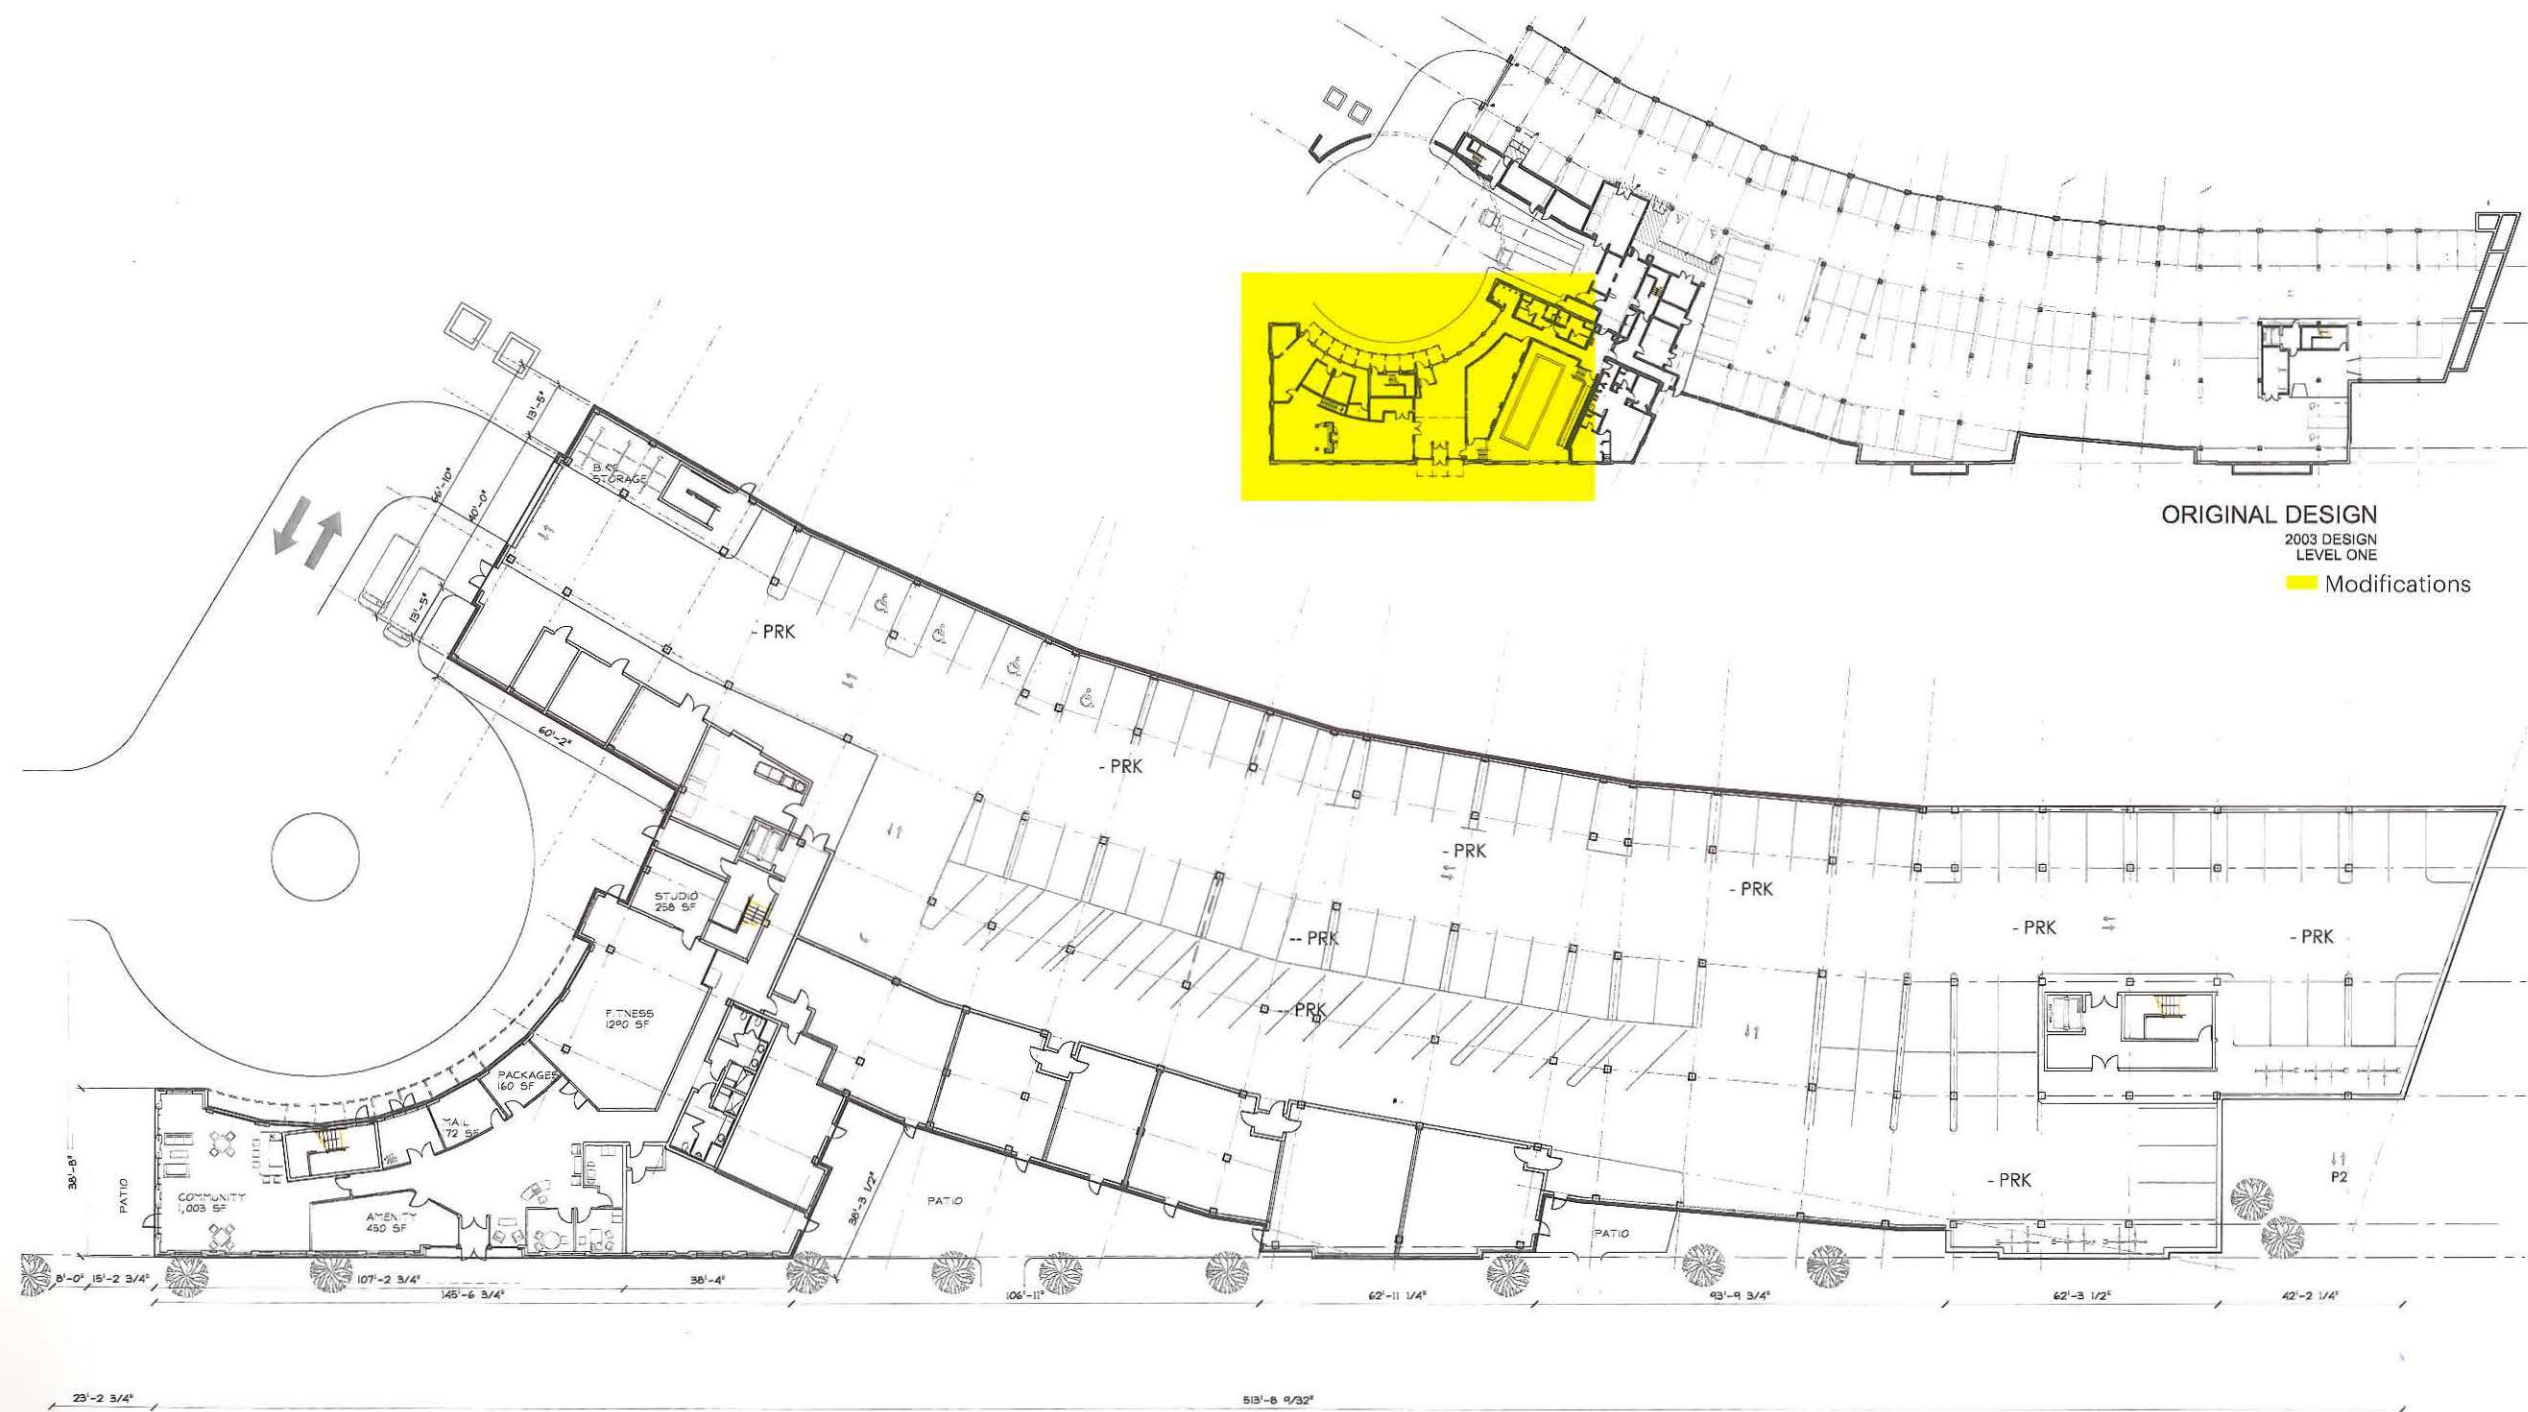 ORIGINAL DESIGN
2003 DESIGN
LEVEL ONE
Modifications
13'-5"
66'-10"
40'-0"
13'-5"
STORAGE
- PRK
60'-2"
- PRK
- PRK
- PRK
- PRK
- PRK
-- PRK
- PRK
STUDIO
258 SF
FITNESS
1290 SF
PACKAGES
160 SF
MAIL
172 SF
38'-8"
PATIO
COMMUNITY
1,003 SF
AMENITY
450 SF
38'-3 1/2"
PATIO
PATIO
- PRK
P2
8'-0"
15'-2 3/4"
107'-2 3/4"
38'-4"
145'-6 3/4"
106'-11"
62'-11 1/4"
93'-9 3/4"
62'-3 1/2"
42'-2 1/4"
23'-2 3/4"
513'-8 9/32"